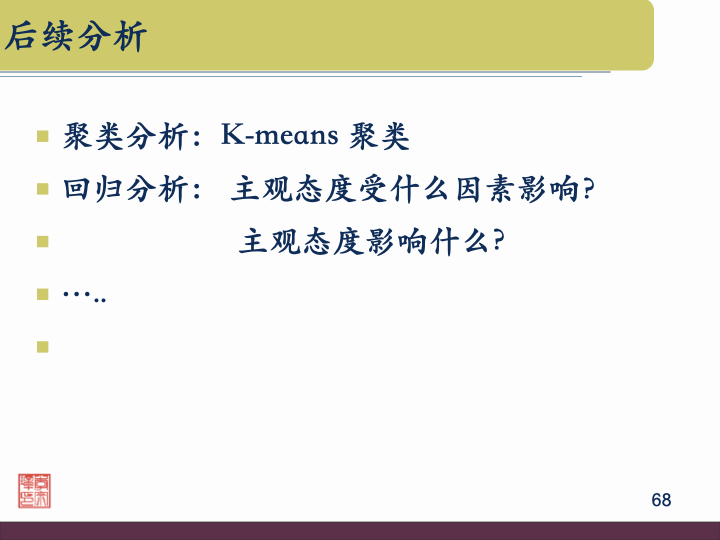 后续分析
聚类分析：K-means 聚类
回归分析： 主观态度受什么因素影响?
主观态度影响什么?
…..
68